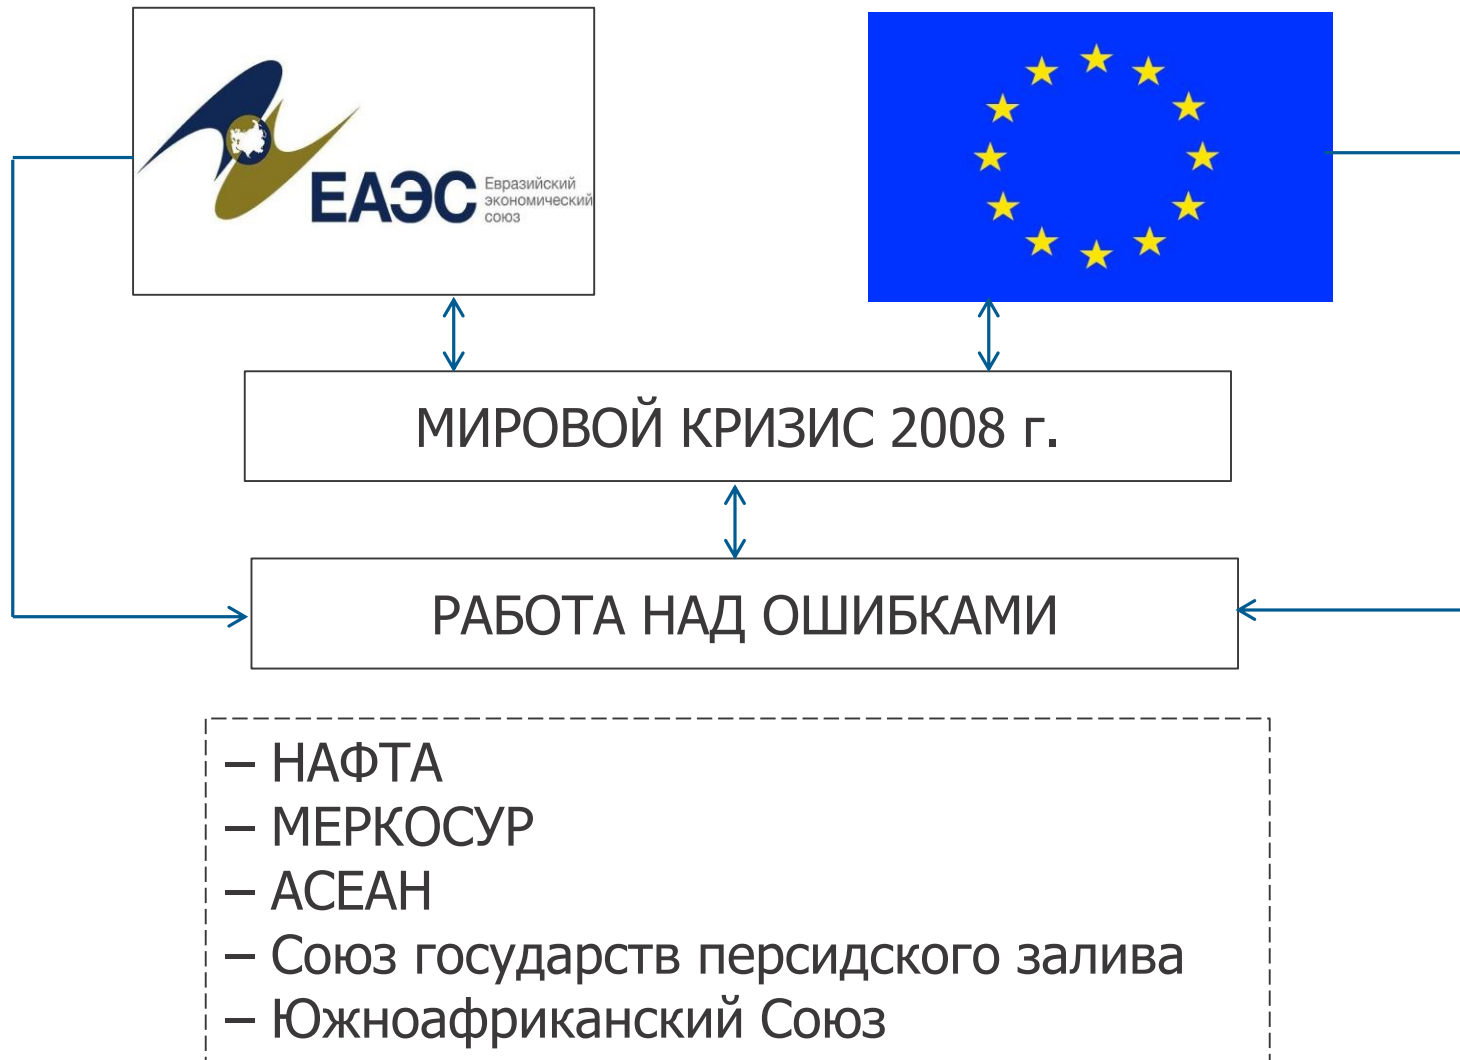 ЕАЭС
Евразийский
экономический
союз
МИРОВОЙ КРИЗИС 2008 г.
РАБОТА НАД ОШИБКАМИ
– НАФТА
– МЕРКОСУР
– АСЕАН
– Союз государств персидского залива
– Южноафриканский Союз